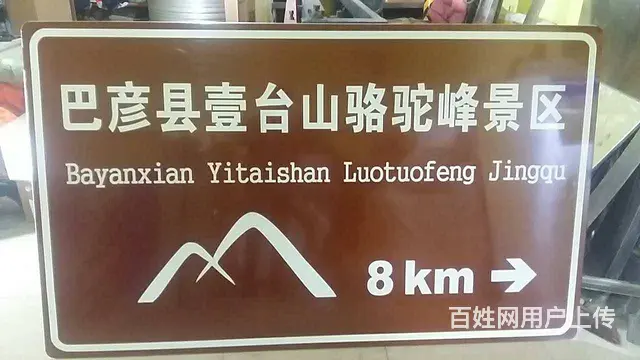 巴彦县壹台山骆驼峰景区
Bayanxian Yitaishan Luotuofeng Jingqu
8 km →
百姓网用户上传